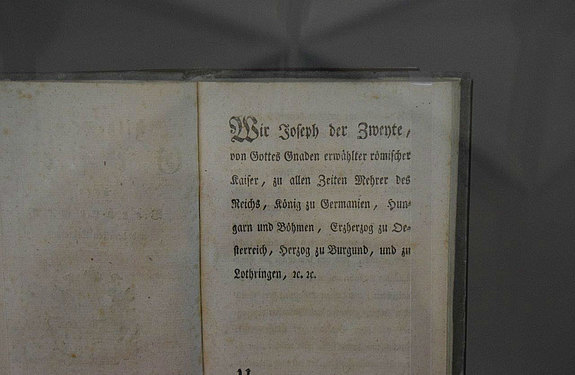 Wir Joseph der Zweyte,
von Gottes Gnaden erwählter römischer
Kaiser, zu allen Zeiten Mehrer des
Reichs, König zu Germanien, Hun-
garn und Böhmen, Erzherzog zu Oe-
sterreich, Herzog zu Burgund, und zu
Lothringen, ꝛc. ꝛc.